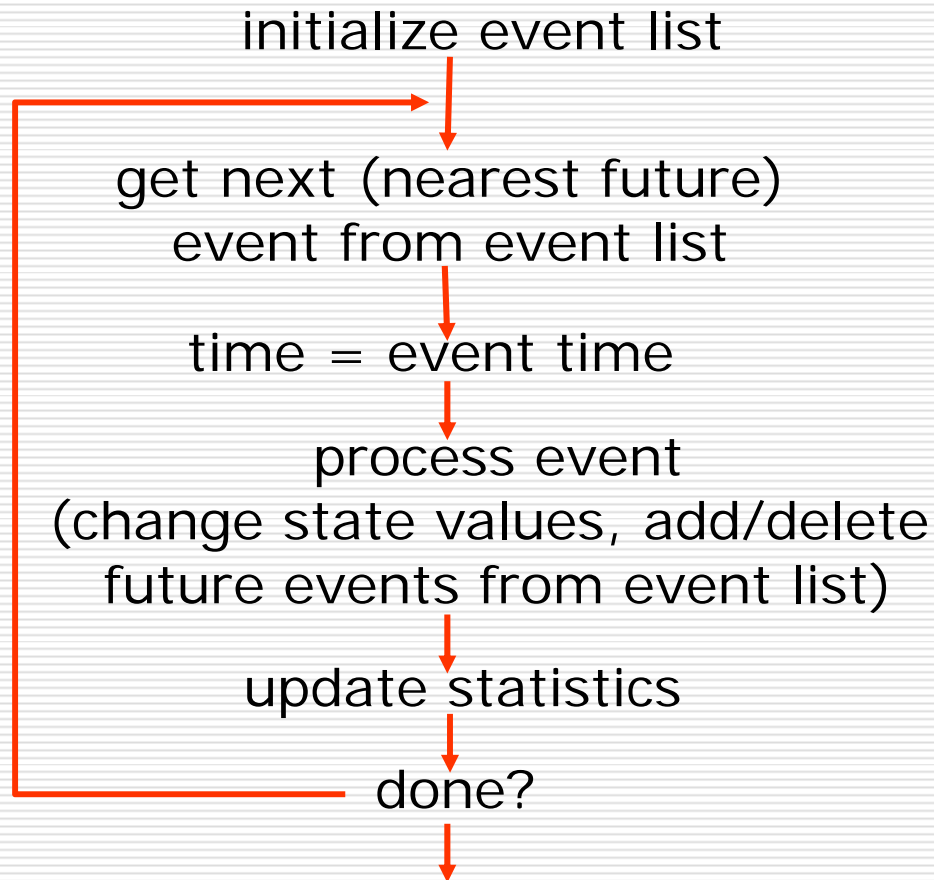 initialize event list
get next (nearest future)
event from event list
time = event time
process event
(change state values, add/delete
future events from event list)
update statistics
done?